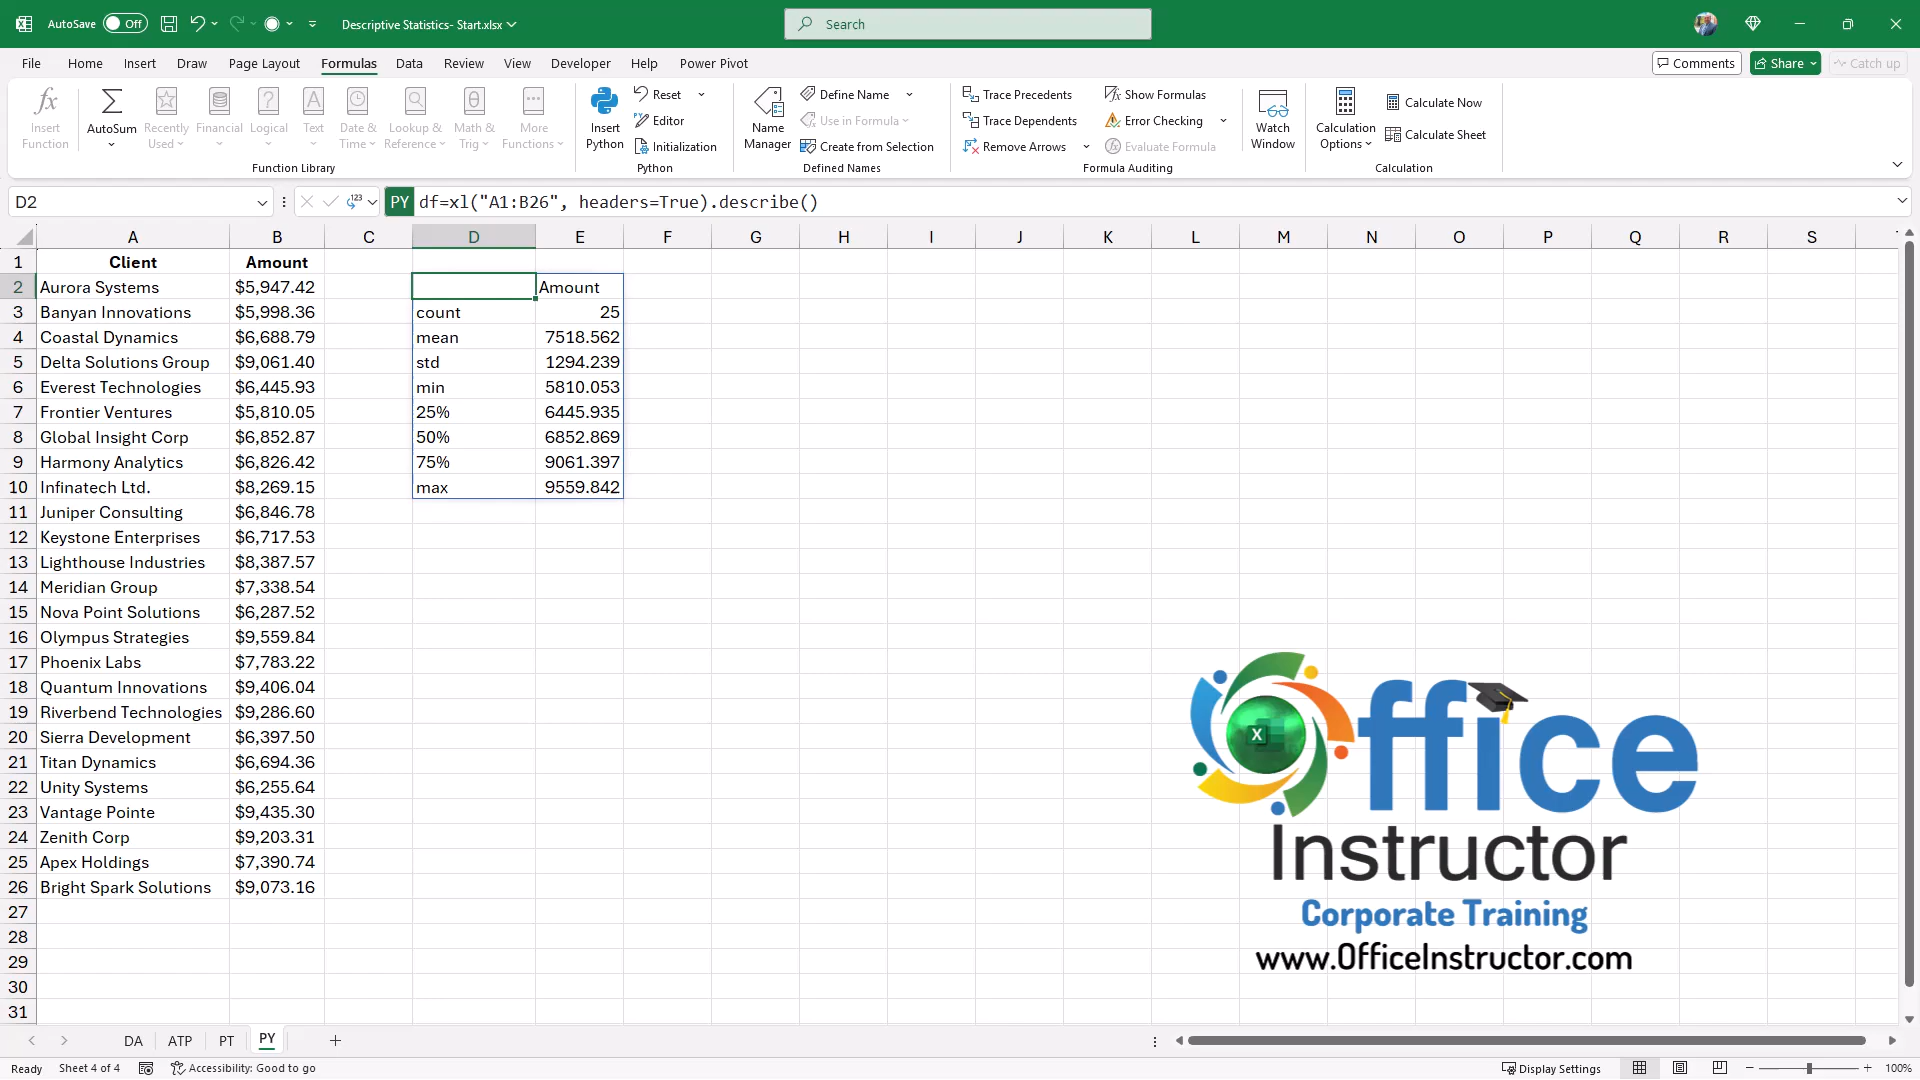 AutoSave Off Descriptive Statistics- Start.xlsx Search
File Home Insert Draw Page Layout Formulas Data Review View Developer Help Power Pivot Comments Share Catch up
Insert Function
AutoSum
Recently Used
Financial
Logical
Text
Date & Time
Lookup & Reference
Math & Trig
More Functions
Function Library
Insert Python
Reset
Editor
Initialization
Python
Name Manager
Define Name
Use in Formula
Create from Selection
Defined Names
Trace Precedents
Trace Dependents
Remove Arrows
Show Formulas
Error Checking
Evaluate Formula
Formula Auditing
Watch Window
Calculation Options
Calculate Now
Calculate Sheet
Calculation
D2 PY df=xl("A1:B26", headers=True).describe()
A B C D E F G H I J K L M N O P Q R S
1 Client Amount
2 Aurora Systems $5,947.42 Amount
3 Banyan Innovations $5,998.36 count 25
4 Coastal Dynamics $6,688.79 mean 7518.562
5 Delta Solutions Group $9,061.40 std 1294.239
6 Everest Technologies $6,445.93 min 5810.053
7 Frontier Ventures $5,810.05 25% 6445.935
8 Global Insight Corp $6,852.87 50% 6852.869
9 Harmony Analytics $6,826.42 75% 9061.397
10 Infinatech Ltd. $8,269.15 max 9559.842
11 Juniper Consulting $6,846.78
12 Keystone Enterprises $6,717.53
13 Lighthouse Industries $8,387.57
14 Meridian Group $7,338.54
15 Nova Point Solutions $6,287.52
16 Olympus Strategies $9,559.84
17 Phoenix Labs $7,783.22
18 Quantum Innovations $9,406.04
19 Riverbend Technologies $9,286.60
20 Sierra Development $6,397.50
21 Titan Dynamics $6,694.36
22 Unity Systems $6,255.64
23 Vantage Pointe $9,435.30
24 Zenith Corp $9,203.31
25 Apex Holdings $7,390.74
26 Bright Spark Solutions $9,073.16
27
28
29
30
31
Office
Instructor
Corporate Training
www.OfficeInstructor.com
DA ATP PT PY
Ready Sheet 4 of 4 Accessibility: Good to go Display Settings 100%